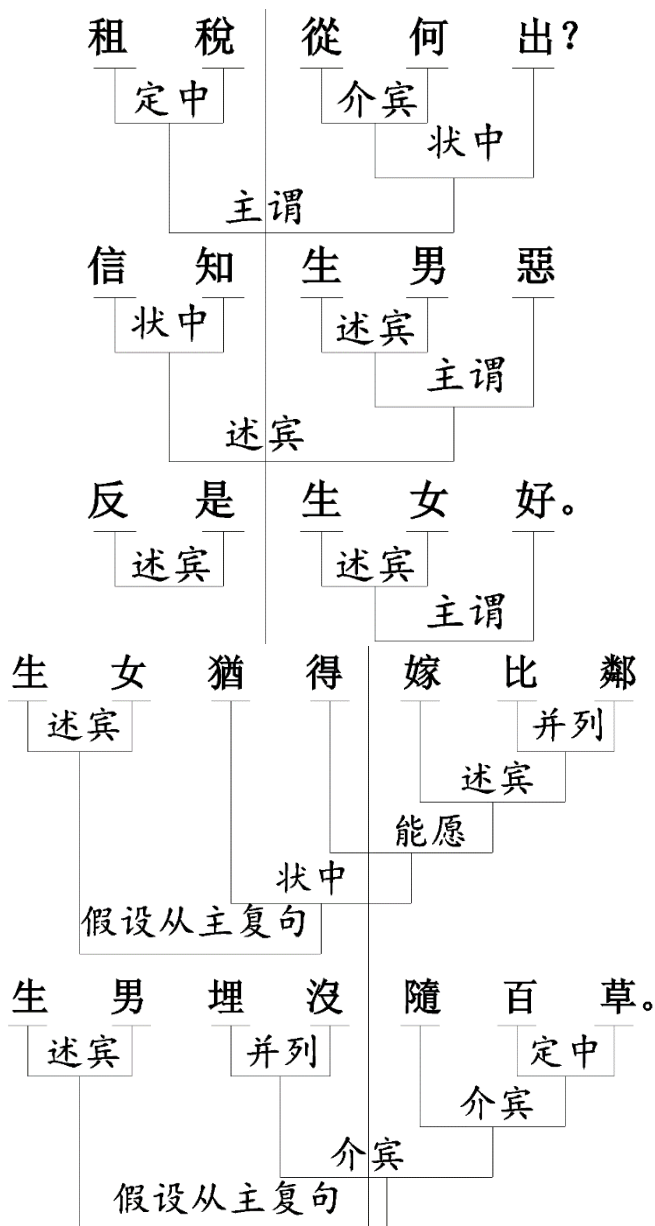 租 稅 從 何 出？
定中 介宾
状中
主谓
信 知 生 男 惡
状中 述宾
主谓
述宾
反 是 生 女 好。
述宾 述宾
主谓
生 女 猶 得 嫁 比 鄰
述宾 并列
述宾
能愿
状中
假设从主复句
生 男 埋 沒 隨 百 草。
述宾 并列 定中
介宾
介宾
假设从主复句